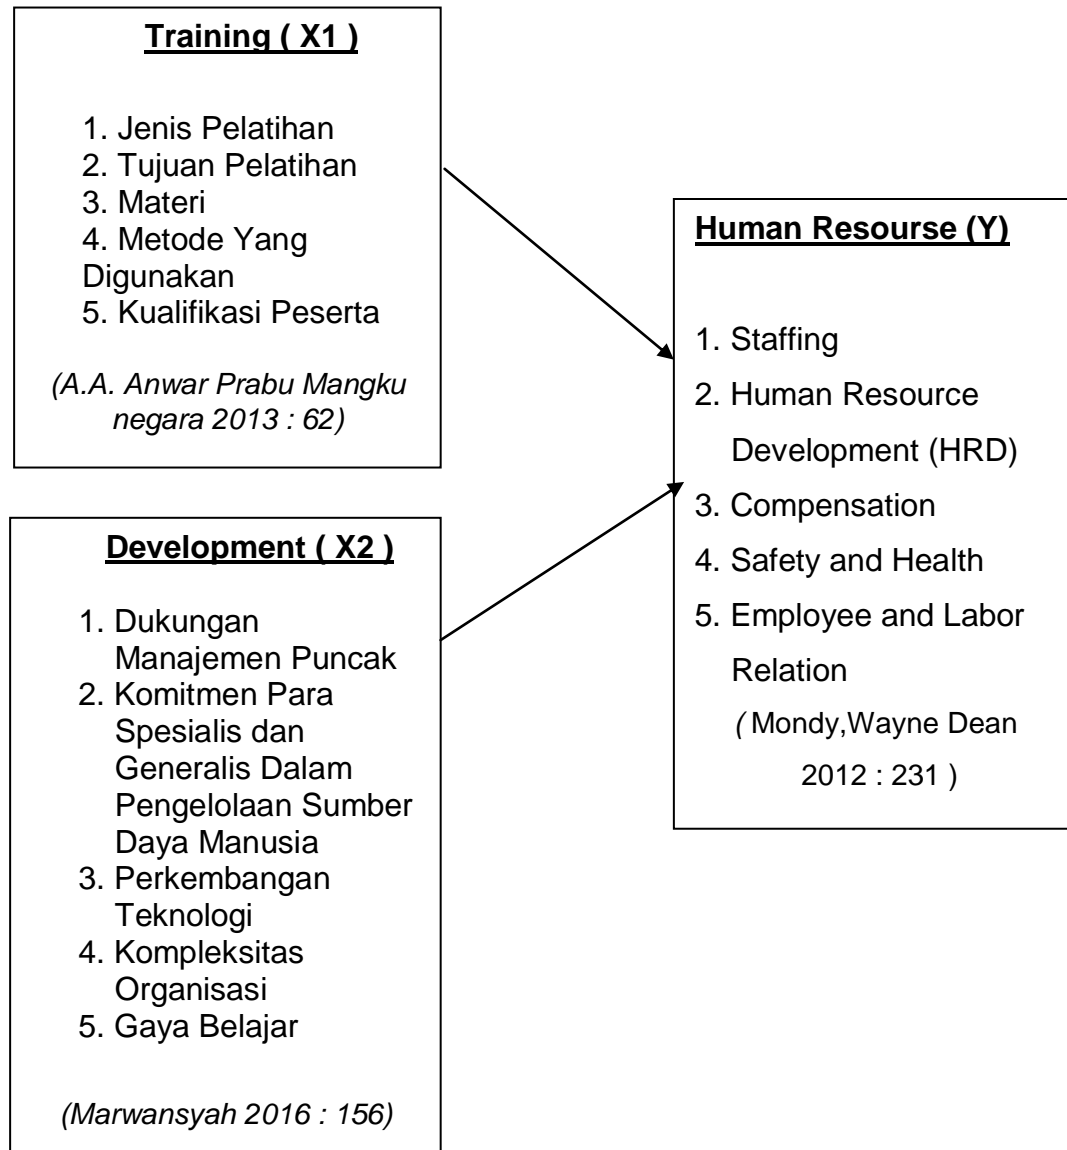 Training ( X1 )
1. Jenis Pelatihan
2. Tujuan Pelatihan
3. Materi
4. Metode Yang
Digunakan
5. Kualifikasi Peserta
(A.A. Anwar Prabu Mangku
negara 2013 : 62)
Development ( X2 )
1. Dukungan
Manajemen Puncak
2. Komitmen Para
Spesialis dan
Generalis Dalam
Pengelolaan Sumber
Daya Manusia
3. Perkembangan
Teknologi
4. Kompleksitas
Organisasi
5. Gaya Belajar
(Marwansyah 2016 : 156)
Human Resourse (Y)
1. Staffing
2. Human Resource
Development (HRD)
3. Compensation
4. Safety and Health
5. Employee and Labor
Relation
( Mondy,Wayne Dean
2012 : 231 )